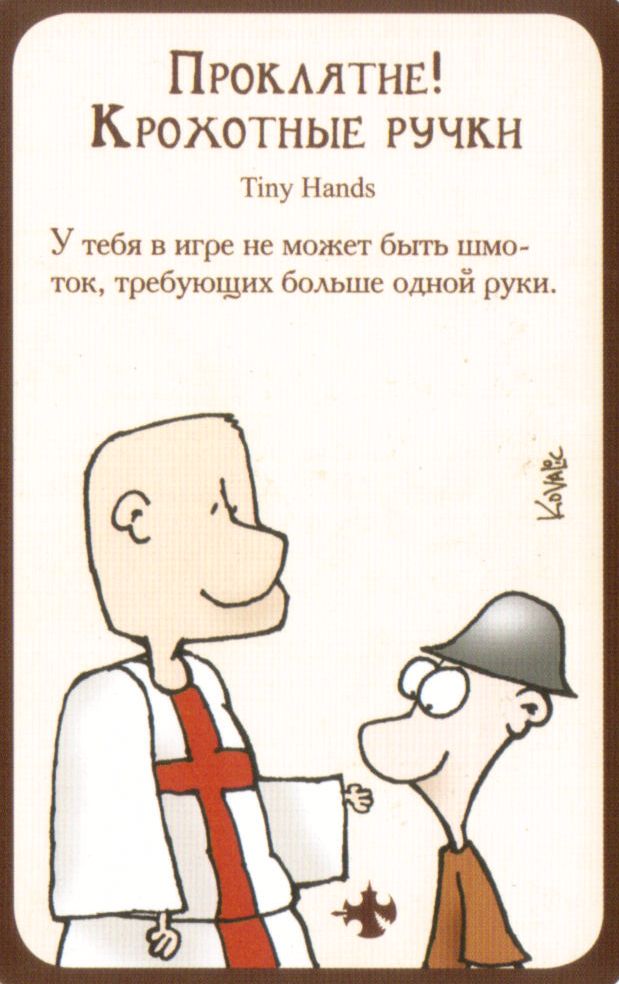 Проклятие!
Крохотные ручки
Tiny Hands
У тебя в игре не может быть шмо-
ток, требующих больше одной руки.
Kovalic